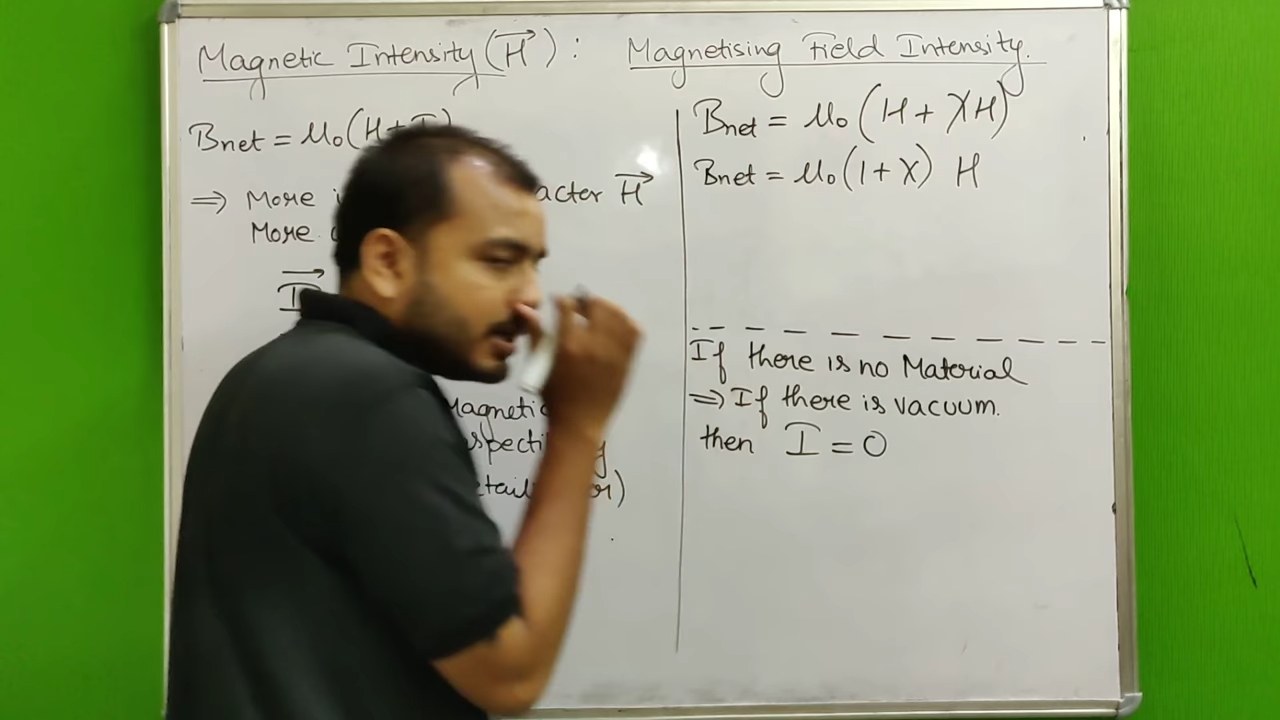 Magnetic Intensity (H⃗) : Magnetising Field Intensity.
Bnet = μ₀(H+I)
⇒ More H⃗
More
I⃗
Magnetic
Bnet = μ₀(H + χH)
Bnet = μ₀(1+χ) H
If there is no Material
⇒ If there is vacuum.
then I = 0